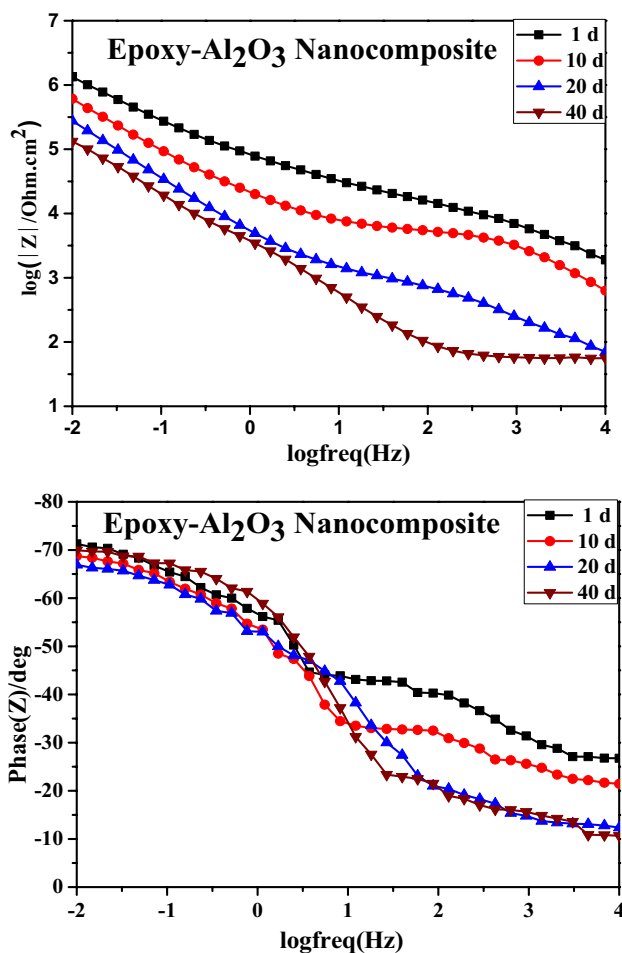 Epoxy-Al2O3 Nanocomposite
1 d
10 d
20 d
40 d
log(|Z|/Ohm.cm2)
7
6
5
4
3
2
1
-2
-1
0
1
2
3
4
logfreq(Hz)
Epoxy-Al2O3 Nanocomposite
1 d
10 d
20 d
40 d
Phase(Z)/deg
-80
-70
-60
-50
-40
-30
-20
-10
0
-2
-1
0
1
2
3
4
logfreq(Hz)